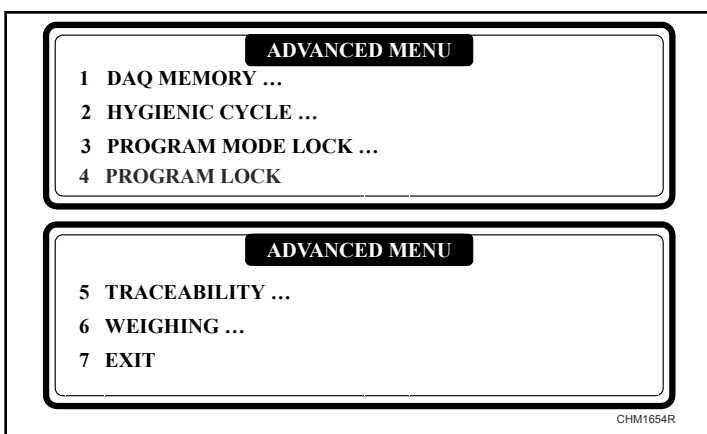 ADVANCED MENU
1 DAQ MEMORY …
2 HYGIENIC CYCLE …
3 PROGRAM MODE LOCK …
4 PROGRAM LOCK
ADVANCED MENU
5 TRACEABILITY …
6 WEIGHING …
7 EXIT
CHM1654R